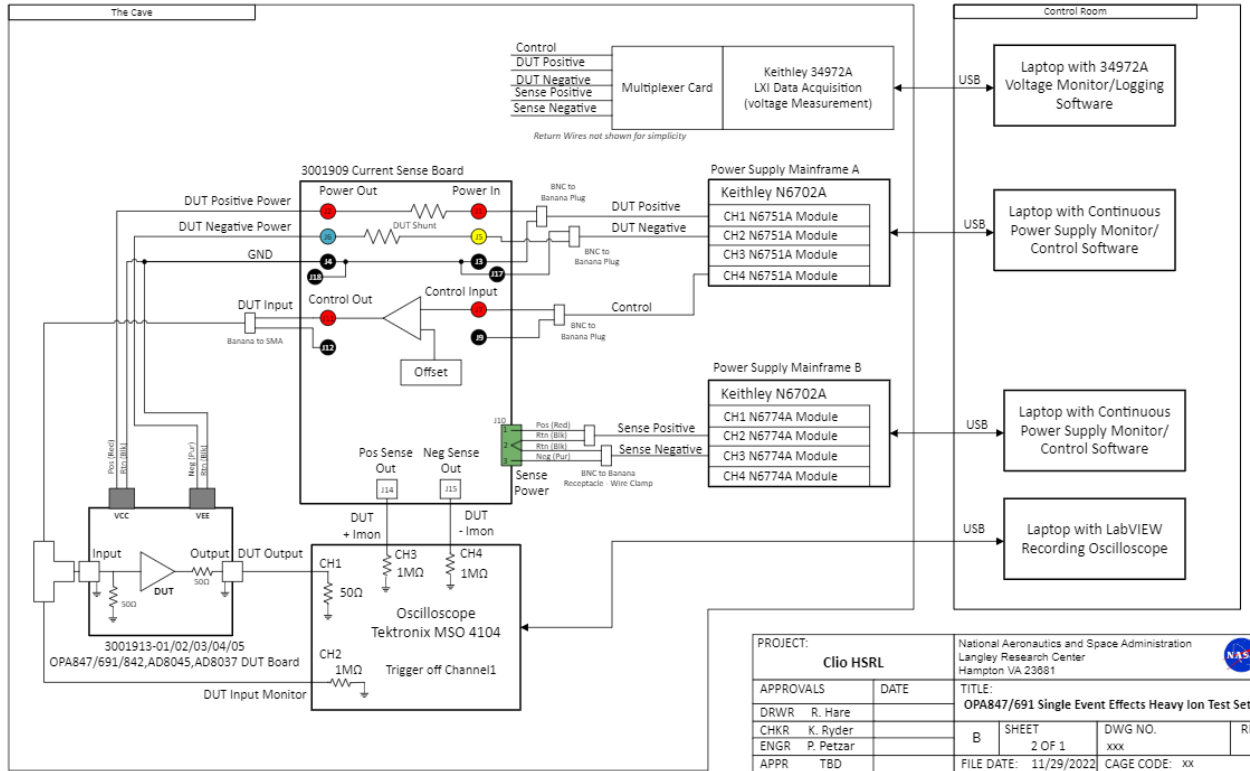 The Cave
Control Room
Control
DUT Positive
DUT Negative
Sense Positive
Sense Negative
Multiplexer Card
Keithley 34972A
LXI Data Acquisition
(voltage Measurement)
Return Wires not shown for simplicity
USB
Laptop with 34972A
Voltage Monitor/Logging
Software
3001909 Current Sense Board
Power Out
Power In
DUT Positive Power
DUT Negative Power
GND
DUT Shunt
J6
J5
J4
J3
J18
J17
BNC to
Banana Plug
BNC to
Banana Plug
DUT Positive
DUT Negative
Power Supply Mainframe A
Keithley N6702A
CH1 N6751A Module
CH2 N6751A Module
CH3 N6751A Module
CH4 N6751A Module
USB
Laptop with Continuous
Power Supply Monitor/
Control Software
DUT Input
Control Out
Control Input
J11
J12
J7
J9
Banana to SMA
Offset
BNC to
Banana Plug
Control
Power Supply Mainframe B
Keithley N6702A
CH1 N6774A Module
CH2 N6774A Module
CH3 N6774A Module
CH4 N6774A Module
USB
Laptop with Continuous
Power Supply Monitor/
Control Software
J10
1
2
3
Pos (Red)
Rtn (Blk)
Rtn (Blk)
Neg (Pur)
Sense Positive
Sense Negative
BNC to Banana
Receptacle - Wire Clamp
Sense
Power
Pos Sense
Out
Neg Sense
Out
J14
J15
DUT
+ Imon
DUT
- Imon
Pos (Red)
Rtn (Blk)
Neg (Pur)
Rtn (Blk)
VCC
VEE
Input
Output
50Ω
50Ω
DUT
DUT Output
3001913-01/02/03/04/05
OPA847/691/842,AD8045,AD8037 DUT Board
DUT Input Monitor
CH1
50Ω
CH2
1MΩ
CH3
1MΩ
CH4
1MΩ
Oscilloscope
Tektronix MSO 4104
Trigger off Channel1
USB
Laptop with LabVIEW
Recording Oscilloscope
PROJECT:
Clio HSRL
National Aeronautics and Space Administration
Langley Research Center
Hampton VA 23681
NAS
APPROVALS
DATE
TITLE:
OPA847/691 Single Event Effects Heavy Ion Test Set
DRWR R. Hare
CHKR K. Ryder
ENGR P. Petzar
APPR TBD
B
SHEET
2 OF 1
DWG NO.
xxx
FILE DATE: 11/29/2022
CAGE CODE: xx